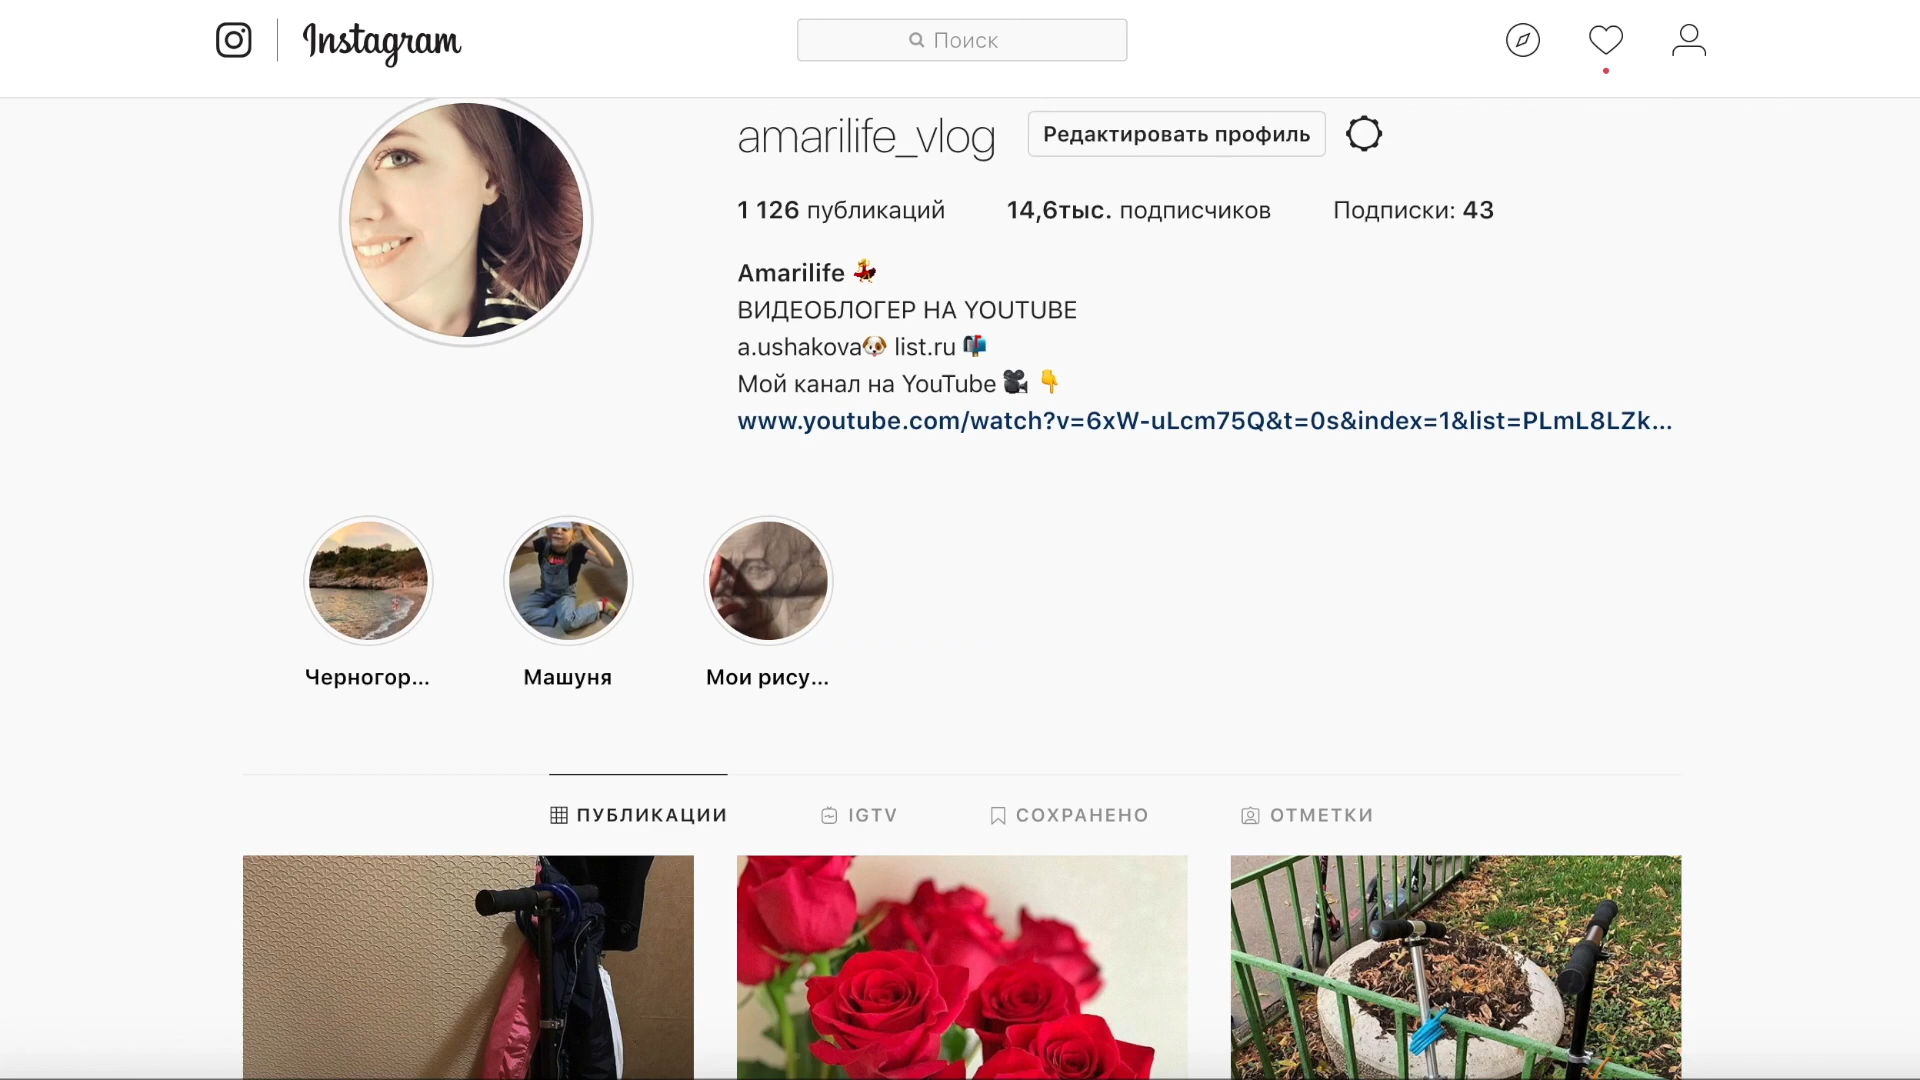 Instagram
Поиск
amarilife_vlog
Редактировать профиль
1 126 публикаций
14,6тыс. подписчиков
Подписки: 43
Amarilife 💃
ВИДЕОБЛОГЕР НА YOUTUBE
a.ushakova🐶 list.ru 📬
Мой канал на YouTube 🎥 👇
www.youtube.com/watch?v=6xW-uLcm75Q&t=0s&index=1&list=PLmL8LZk...
Черногор...
Машуня
Мои рису...
ПУБЛИКАЦИИ
IGTV
СОХРАНЕНО
ОТМЕТКИ